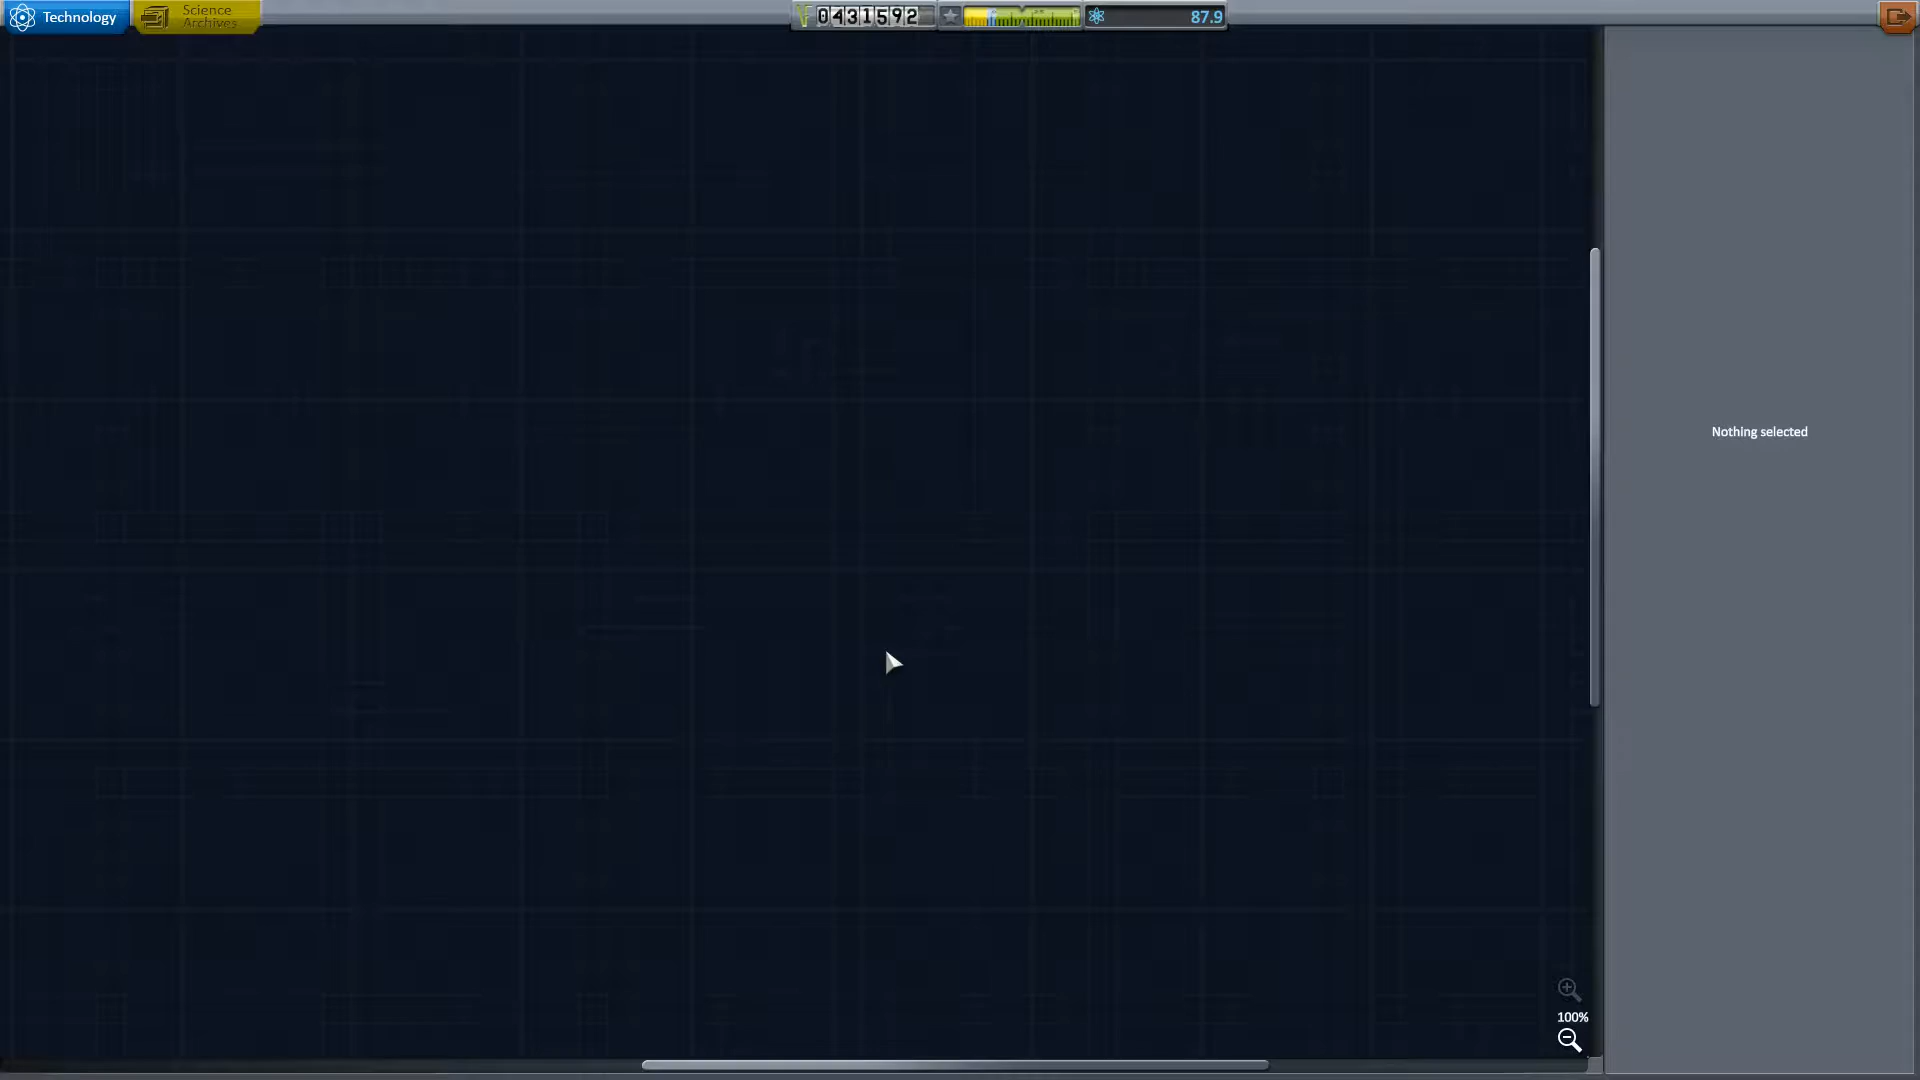 Technology
Science
Archives
0431592
87.9
Nothing selected
100%